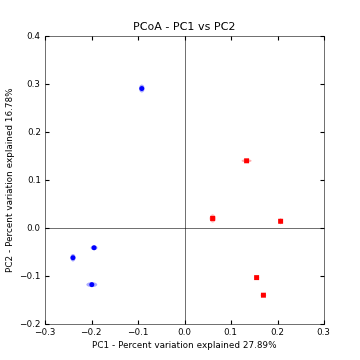 PCoA - PC1 vs PC2
0.4
0.3
0.2
0.1
0.0
−0.1
−0.2
PC2 - Percent variation explained 16.78%
−0.3 −0.2 −0.1 0.0 0.1 0.2 0.3
PC1 - Percent variation explained 27.89%